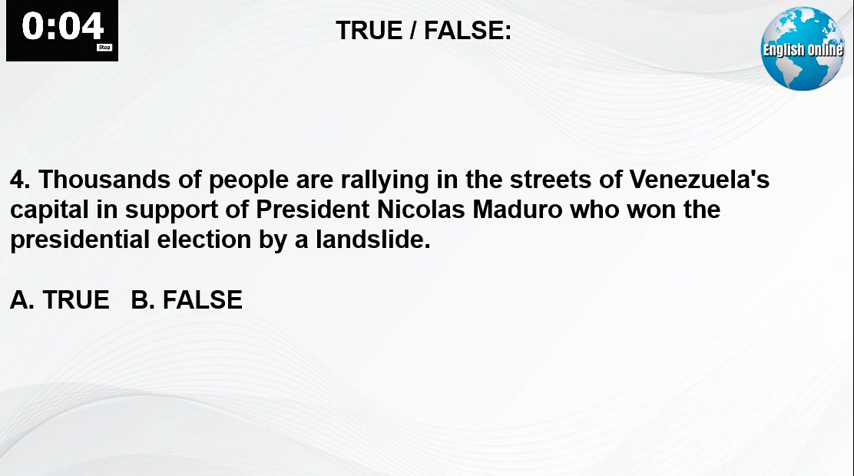 0:04
Stop
TRUE / FALSE:
English Online
4. Thousands of people are rallying in the streets of Venezuela's
capital in support of President Nicolas Maduro who won the
presidential election by a landslide.
A. TRUE   B. FALSE